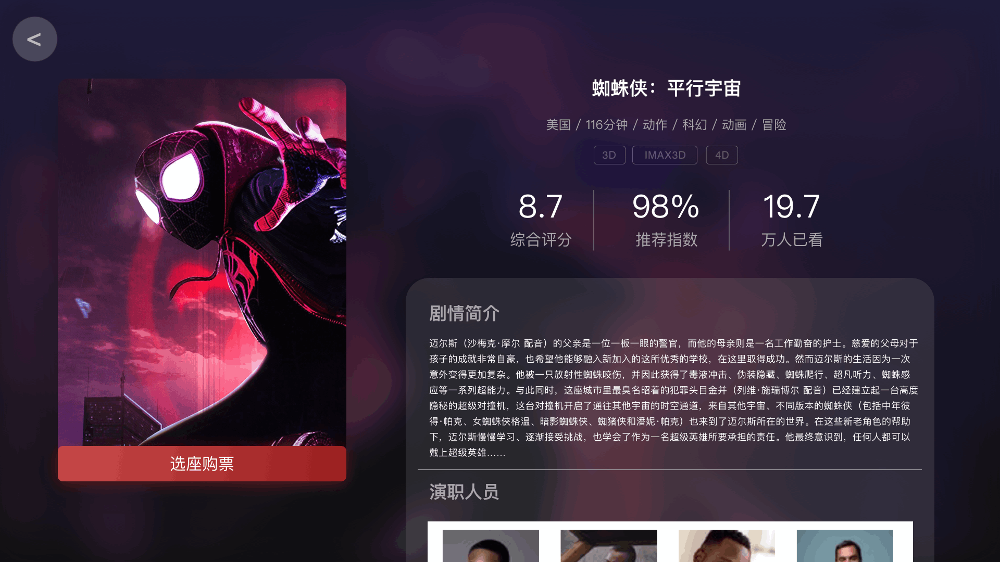 <
蜘蛛侠：平行宇宙
美国 / 116分钟 / 动作 / 科幻 / 动画 / 冒险
3D IMAX3D 4D
8.7 98% 19.7
综合评分 推荐指数 万人已看
剧情简介
迈尔斯（沙梅克·摩尔 配音）的父亲是一位一板一眼的警官，而他的母亲则是一名工作勤奋的护士。慈爱的父母对于
孩子的成就非常自豪，也希望他能够融入新加入的这所优秀的学校，在这里取得成功。然而迈尔斯的生活因为一次
意外变得更加复杂。他被一只放射性蜘蛛咬伤，并因此获得了毒液冲击、伪装隐藏、蜘蛛爬行、超凡听力、蜘蛛感
应等一系列超能力。与此同时，这座城市里最臭名昭着的犯罪头目金并（列维·施瑞博尔 配音）已经建立起一台高度
隐秘的超级对撞机，这台对撞机开启了通往其他宇宙的时空通道，来自其他宇宙、不同版本的蜘蛛侠（包括中年彼
得·帕克、女蜘蛛侠格温、暗影蜘蛛侠、蜘猪侠和潘妮·帕克）也来到了迈尔斯所在的世界。在这些新老角色的帮助
下，迈尔斯慢慢学习、逐渐接受挑战，也学会了作为一名超级英雄所要承担的责任。他最终意识到，任何人都可以
戴上超级英雄……
选座购票
演职人员